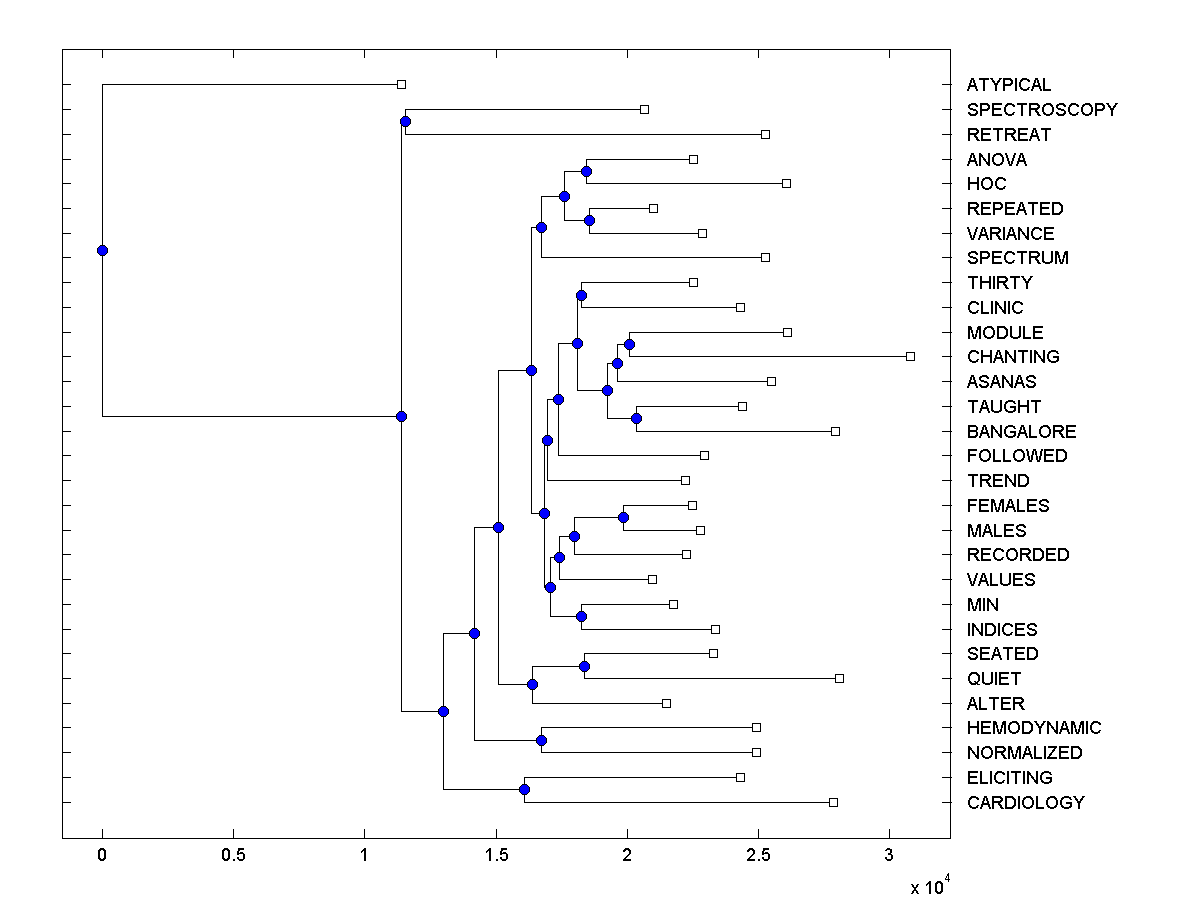 ATYPICAL
SPECTROSCOPY
RETREAT
ANOVA
HOC
REPEATED
VARIANCE
SPECTRUM
THIRTY
CLINIC
MODULE
CHANTING
ASANAS
TAUGHT
BANGALORE
FOLLOWED
TREND
FEMALES
MALES
RECORDED
VALUES
MIN
INDICES
SEATED
QUIET
ALTER
HEMODYNAMIC
NORMALIZED
ELICITING
CARDIOLOGY
0 0.5 1 1.5 2 2.5 3
x 10^4